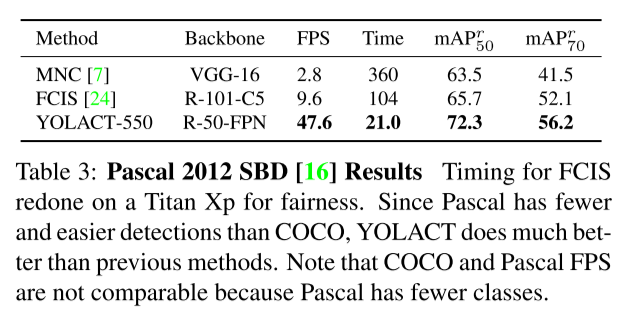 Method Backbone FPS Time mAP^r_50 mAP^r_70
MNC [7] VGG-16 2.8 360 63.5 41.5
FCIS [24] R-101-C5 9.6 104 65.7 52.1
YOLACT-550 R-50-FPN 47.6 21.0 72.3 56.2
Table 3: Pascal 2012 SBD [16] Results Timing for FCIS
redone on a Titan Xp for fairness. Since Pascal has fewer
and easier detections than COCO, YOLACT does much bet-
ter than previous methods. Note that COCO and Pascal FPS
are not comparable because Pascal has fewer classes.